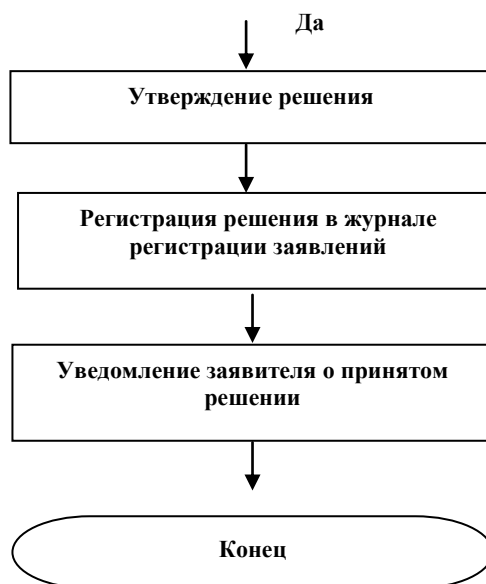 Да
Утверждение решения
Регистрация решения в журнале
регистрации заявлений
Уведомление заявителя о принятом
решении
Конец